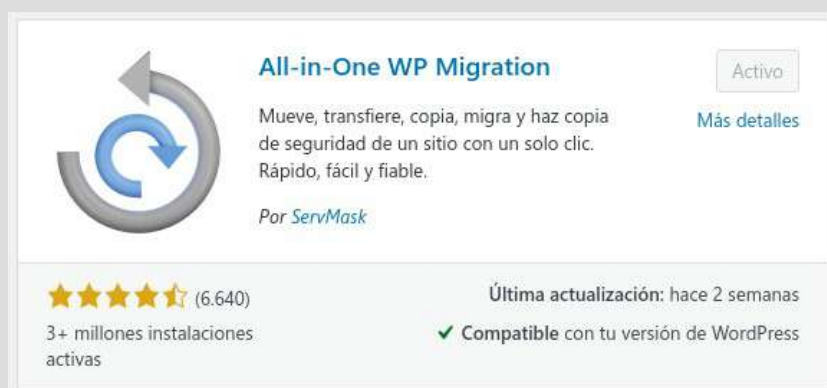 All-in-One WP Migration
Activo
Mueve, transfiere, copia, migra y haz copia
de seguridad de un sitio con un solo clic.
Rápido, fácil y fiable.
Más detalles
Por ServMask
(6.640)
3+ millones instalaciones
activas
Última actualización: hace 2 semanas
Compatible con tu versión de WordPress